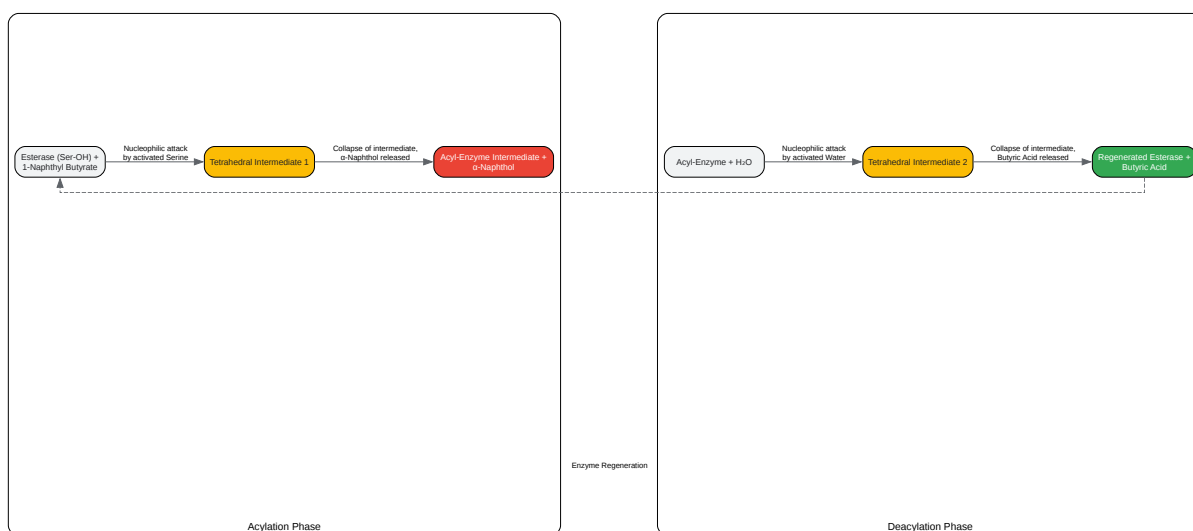 Esterase (Ser-OH) +
1-Naphthyl Butyrate
Nucleophilic attack
by activated Serine
Tetrahedral Intermediate 1
Collapse of intermediate,
α-Naphthol released
Acyl-Enzyme Intermediate +
α-Naphthol
Acyl-Enzyme + H₂O
Nucleophilic attack
by activated Water
Tetrahedral Intermediate 2
Collapse of intermediate,
Butyric Acid released
Regenerated Esterase +
Butyric Acid
Enzyme Regeneration
Acylation Phase
Deacylation Phase